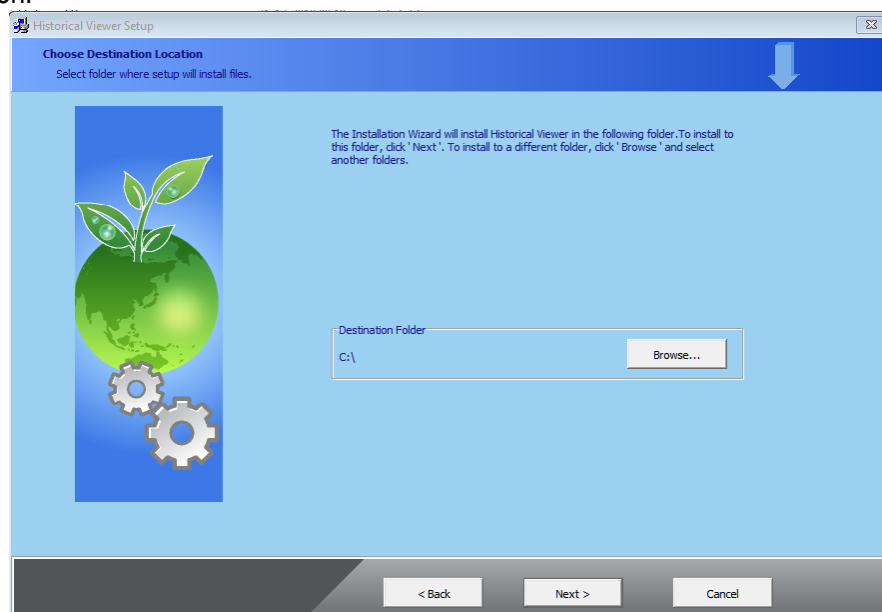 Historical Viewer Setup
Choose Destination Location
Select folder where setup will install files.
The Installation Wizard will install Historical Viewer in the following folder.To install to
this folder, click ' Next '. To install to a different folder, click ' Browse ' and select
another folders.
Destination Folder
C:\
Browse...
< Back
Next >
Cancel